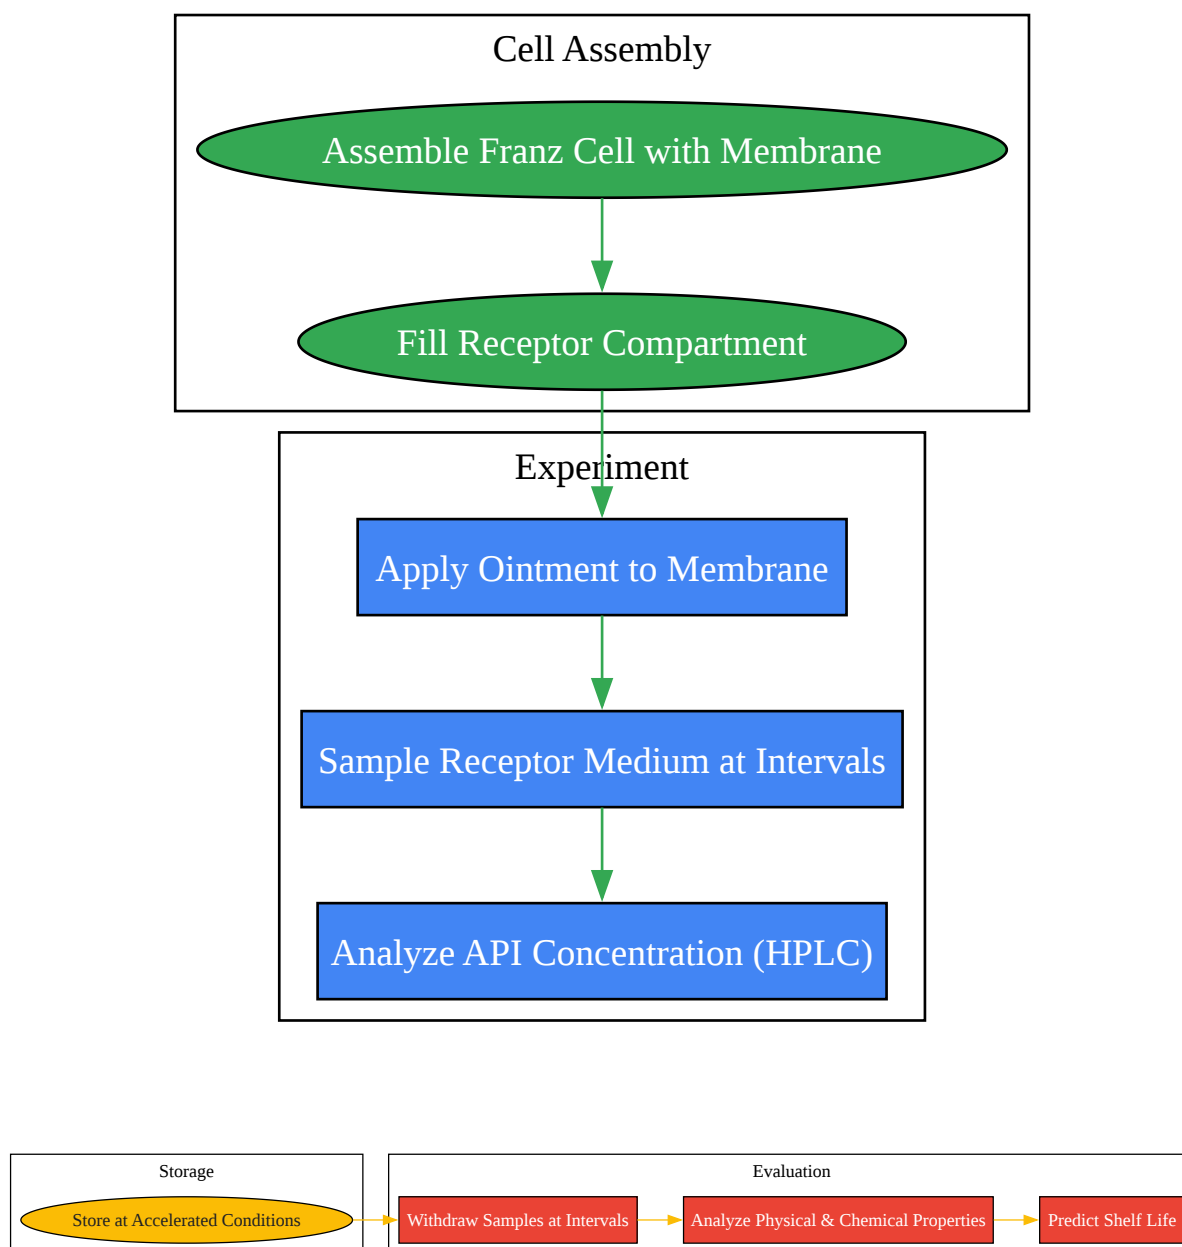 Cell Assembly
Assemble Franz Cell with Membrane
Fill Receptor Compartment
Experiment
Apply Ointment to Membrane
Sample Receptor Medium at Intervals
Analyze API Concentration (HPLC)
Storage
Store at Accelerated Conditions
Evaluation
Withdraw Samples at Intervals
Analyze Physical & Chemical Properties
Predict Shelf Life